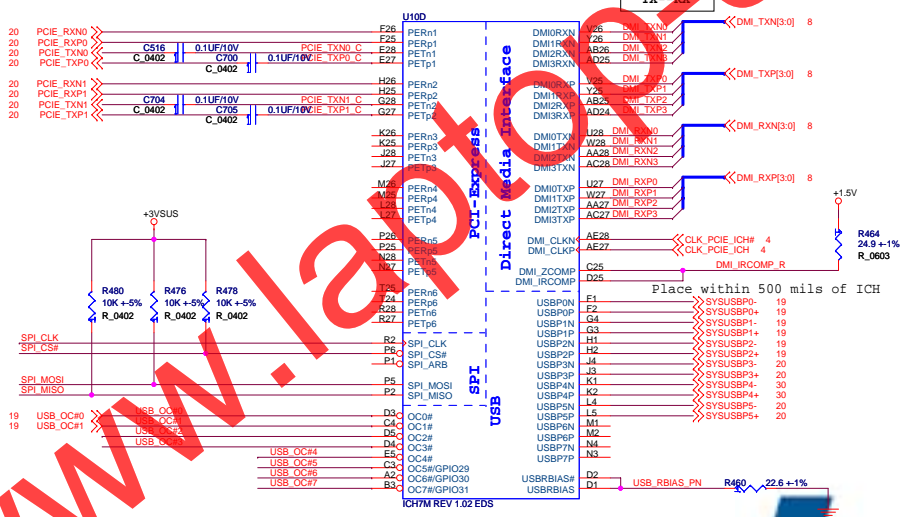 TX RX
U10D
20 PCIE_RXN0 F26 PERn1
20 PCIE_RXP0 F25 PERp1
20 PCIE_TXN0 C516 0.1UF/10V PCIE_TXN0_C E28 PETn1
20 PCIE_TXP0 C_0402 C700 0.1UF/10V PCIE_TXP0_C E27 PETp1
C_0402
20 PCIE_RXN1 H26 PERn2
20 PCIE_RXP1 H25 PERp2
20 PCIE_TXN1 C704 0.1UF/10V PCIE_TXN1_C G28 PETn2
20 PCIE_TXP1 C_0402 C705 0.1UF/10V PCIE_TXP1_C G27 PETp2
C_0402
K26 PERn3
K25 PERp3
J28 PETn3
J27 PETp3
M26 PERn4
M25 PERp4
L28 PETn4
L27 PETp4
P26 PERn5
P25 PERp5
N28 PETn5
N27 PETp5
T25 PERn6
T24 PERp6
R28 PETn6
R27 PETp6
PCI-Express
Direct Media Interface
DMI0RXN V26 DMI_TXN0
DMI1RXN Y26 DMI_TXN1
DMI2RXN AB26 DMI_TXN2
DMI3RXN AD25 DMI_TXN3
DMI_TXN[3:0] 8
DMI0RXP V25 DMI_TXP0
DMI1RXP Y25 DMI_TXP1
DMI2RXP AB25 DMI_TXP2
DMI3RXP AD24 DMI_TXP3
DMI_TXP[3:0] 8
DMI0TXN U28 DMI_RXN0
DMI1TXN W28 DMI_RXN1
DMI2TXN AA28 DMI_RXN2
DMI3TXN AC28 DMI_RXN3
DMI_RXN[3:0] 8
DMI0TXP U27 DMI_RXP0
DMI1TXP W27 DMI_RXP1
DMI2TXP AA27 DMI_RXP2
DMI3TXP AC27 DMI_RXP3
DMI_RXP[3:0] 8
DMI_CLKN AE28 CLK_PCIE_ICH# 4
DMI_CLKP AE27 CLK_PCIE_ICH 4
DMI_ZCOMP C25 DMI_IRCOMP_R
DMI_IRCOMP D25
+1.5V
R464
24.9 +-1%
R_0603
Place within 500 mils of ICH
+3VSUS
R480 R476 R478
10K +-5% 10K +-5% 10K +-5%
R_0402 R_0402 R_0402
SPI_CLK R2 SPI_CLK
SPI_CS# P6 SPI_CS#
P1 SPI_ARB
SPI_MOSI P5 SPI_MOSI
SPI_MISO P2 SPI_MISO
SPI
19 USB_OC#0 USB_OC#0 D3 OC0#
19 USB_OC#1 USB_OC#1 C4 OC1#
USB_OC#2 D5 OC2#
USB_OC#3 D4 OC3#
USB_OC#4 E5 OC4#
USB_OC#5 C3 OC5#/GPIO29
USB_OC#6 A2 OC6#/GPIO30
USB_OC#7 B3 OC7#/GPIO31
USB
USBP0N F1 SYSUSBP0- 19
USBP0P F2 SYSUSBP0+ 19
USBP1N G4 SYSUSBP1- 19
USBP1P G3 SYSUSBP1+ 19
USBP2N H1 SYSUSBP2- 19
USBP2P H2 SYSUSBP2+ 19
USBP3N J4 SYSUSBP3- 20
USBP3P J3 SYSUSBP3+ 20
USBP4N K1 SYSUSBP4- 30
USBP4P K2 SYSUSBP4+ 30
USBP5N L4 SYSUSBP5- 20
USBP5P L5 SYSUSBP5+ 20
USBP6N M1
USBP6P M2
USBP7N N4
USBP7P N3
USBRBIAS# D2
USBRBIAS D1 USB_RBIAS_PN R460 22.6 +-1%
ICH7M REV 1.02 EDS
www.laptop-s